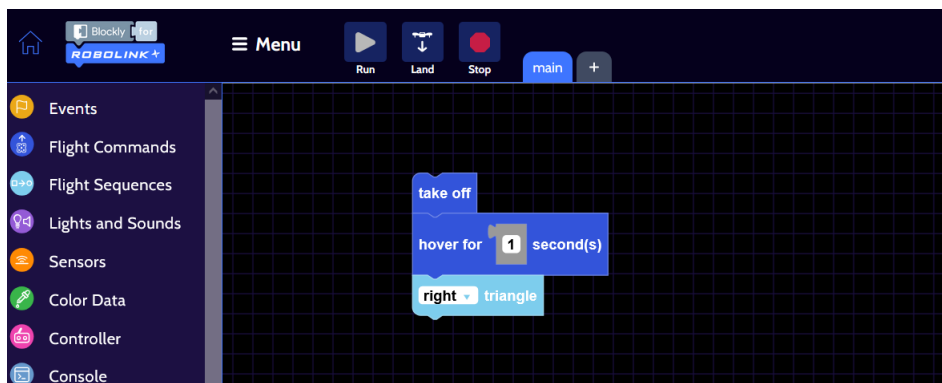 Blockly for
ROBOLINK+
Menu
Run
Land
Stop
main
+
Events
Flight Commands
Flight Sequences
Lights and Sounds
Sensors
Color Data
Controller
Console
take off
hover for 1 second(s)
right triangle